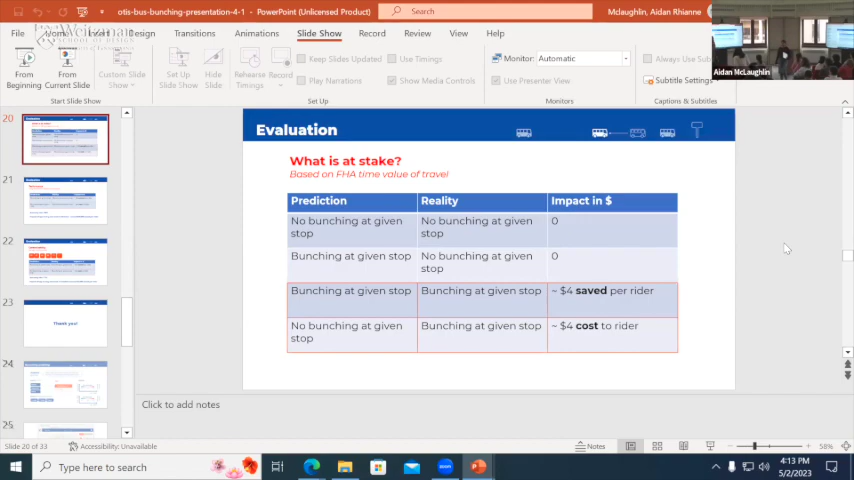 otis-bus-bunching-presentation-4-1 - PowerPoint (Unlicensed Product)
Search
Mclaughlin, Aidan Rhianne
File Home Insert Design Transitions Animations Slide Show Record Review View Help
Weitzman
School of Design
From Beginning
From Current Slide
Custom Slide Show
Set Up Slide Show
Hide Slide
Rehearse Timings
Record
Keep Slides Updated
Play Narrations
Use Timings
Show Media Controls
Monitor: Automatic
Use Presenter View
Always Use Su
Subtitle Settings
Aidan McLaughlin
Start Slide Show
Set Up
Monitors
Captions & Subtitles
20
21
22
23
Thank you!
24
25
Evaluation
What is at stake?
Based on FHA time value of travel
Prediction Reality Impact in $
No bunching at given stop No bunching at given stop 0
Bunching at given stop No bunching at given stop 0
Bunching at given stop Bunching at given stop ~ $4 saved per rider
No bunching at given stop Bunching at given stop ~ $4 cost to rider
Click to add notes
Slide 20 of 33
Accessibility: Unavailable
Notes
58%
Type here to search
4:13 PM
5/2/2023